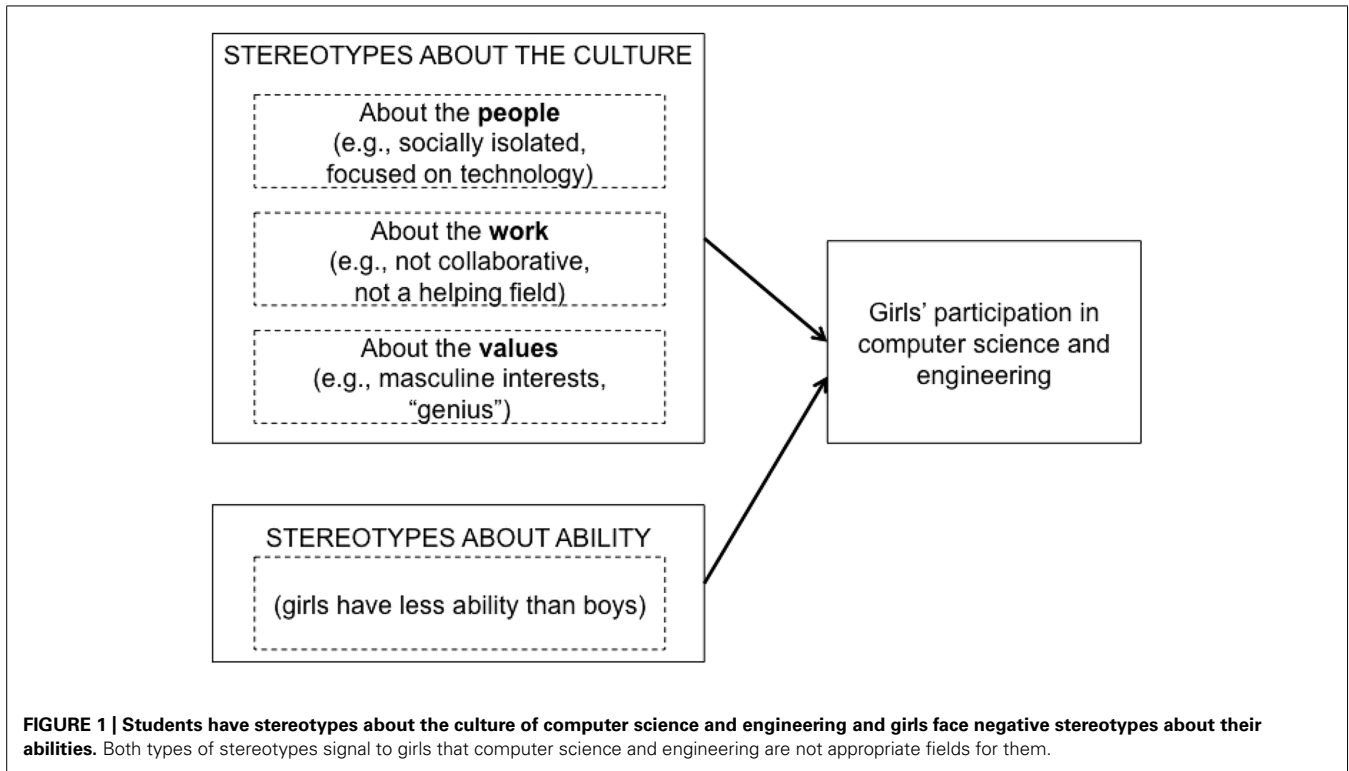 STEREOTYPES ABOUT THE CULTURE
About the people
(e.g., socially isolated,
focused on technology)
About the work
(e.g., not collaborative,
not a helping field)
About the values
(e.g., masculine interests,
“genius”)
Girls’ participation in
computer science and
engineering
STEREOTYPES ABOUT ABILITY
(girls have less ability than boys)
FIGURE 1 | Students have stereotypes about the culture of computer science and engineering and girls face negative stereotypes about their
abilities. Both types of stereotypes signal to girls that computer science and engineering are not appropriate fields for them.